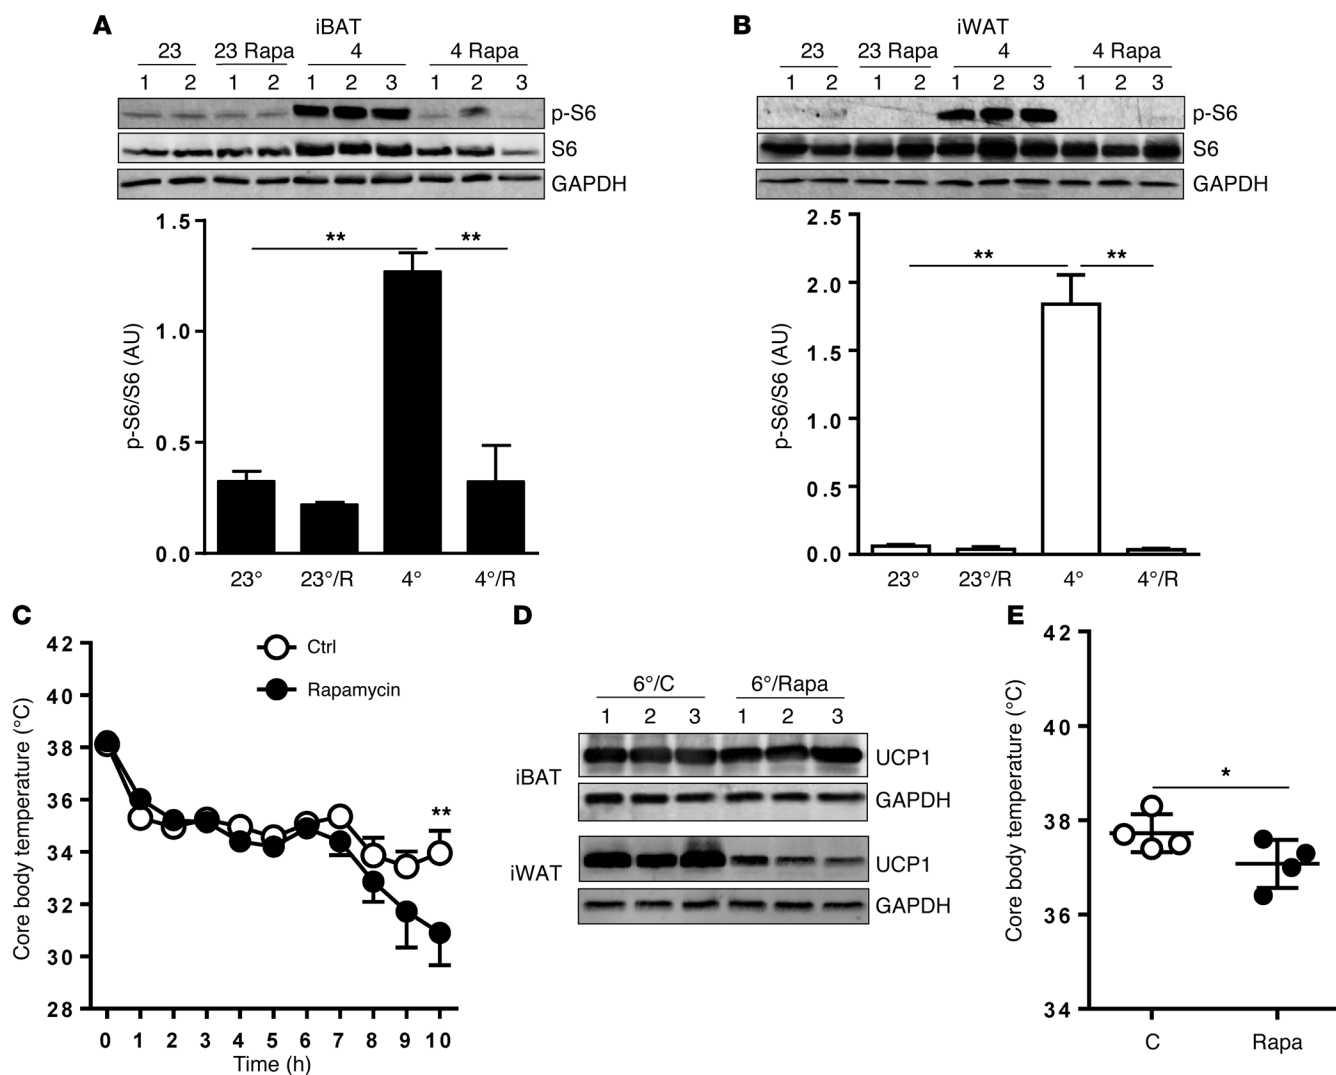 A
iBAT
23 23 Rapa 4 4 Rapa
1 2 1 2 1 2 3 1 2 3
p-S6
S6
GAPDH
1.5
1.0
0.5
0.0
p-S6/S6 (AU)
** **
23° 23°/R 4° 4°/R
B
iWAT
23 23 Rapa 4 4 Rapa
1 2 1 2 1 2 3 1 2 3
p-S6
S6
GAPDH
2.5
2.0
1.5
1.0
0.5
0.0
p-S6/S6 (AU)
** **
23° 23°/R 4° 4°/R
C
42
40
38
36
34
32
30
28
Core body temperature (°C)
Ctrl
Rapamycin
**
0 1 2 3 4 5 6 7 8 9 10
Time (h)
D
6°/C 6°/Rapa
1 2 3 1 2 3
iBAT
UCP1
GAPDH
iWAT
UCP1
GAPDH
E
42
40
38
36
34
Core body temperature (°C)
*
C Rapa